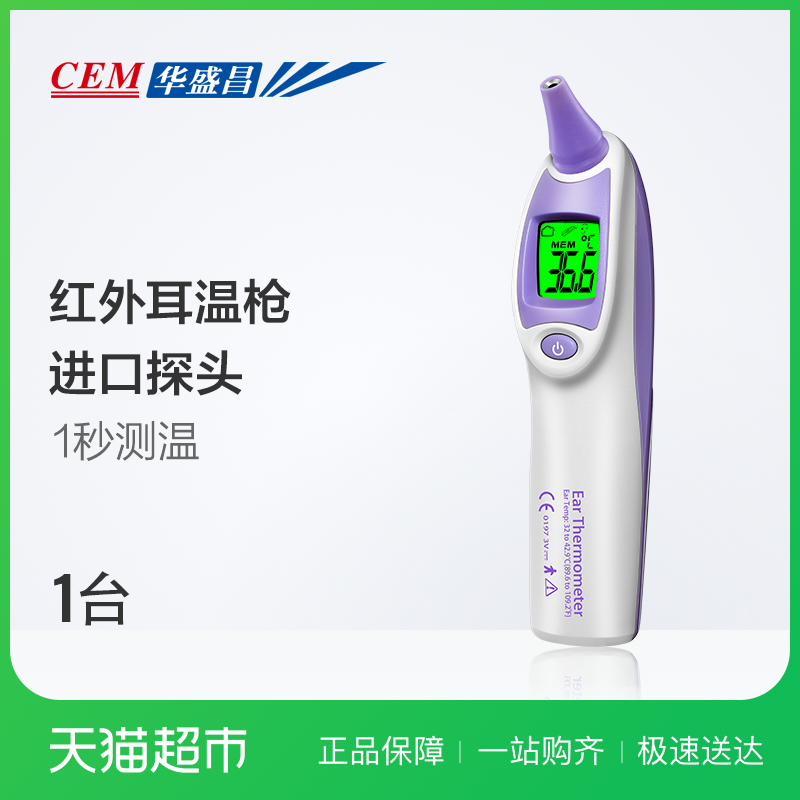 CEM 华盛昌
红外耳温枪
进口探头
1秒测温
1台
MEM
36.6
Ear Thermometer
Ear Temp: 32 to 42.9°C(89.6 to 109.2°F)
CE 0197 3V
天猫超市
正品保障 | 一站购齐 | 极速送达